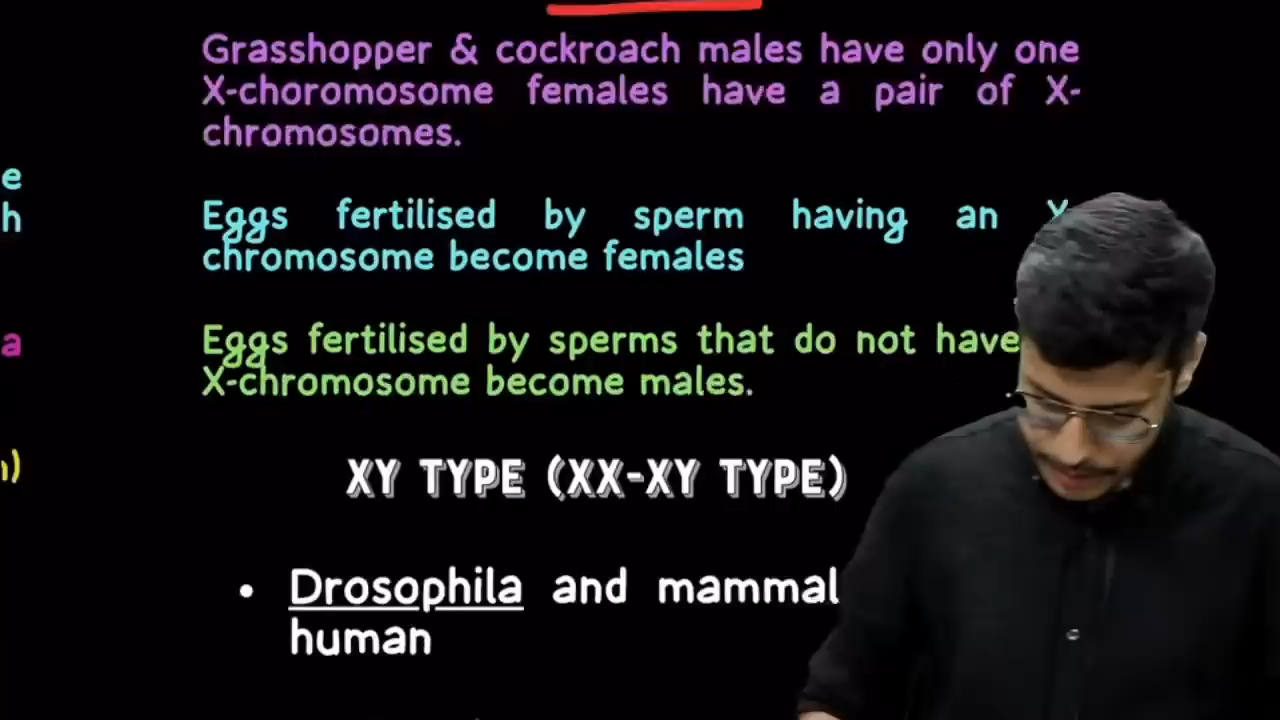 Grasshopper & cockroach males have only one
X-choromosome females have a pair of X-
chromosomes.
e
h
Eggs fertilised by sperm having an X
chromosome become females
a
Eggs fertilised by sperms that do not have
X-chromosome become males.
)
XY TYPE (XX-XY TYPE)
• Drosophila and mammal
human